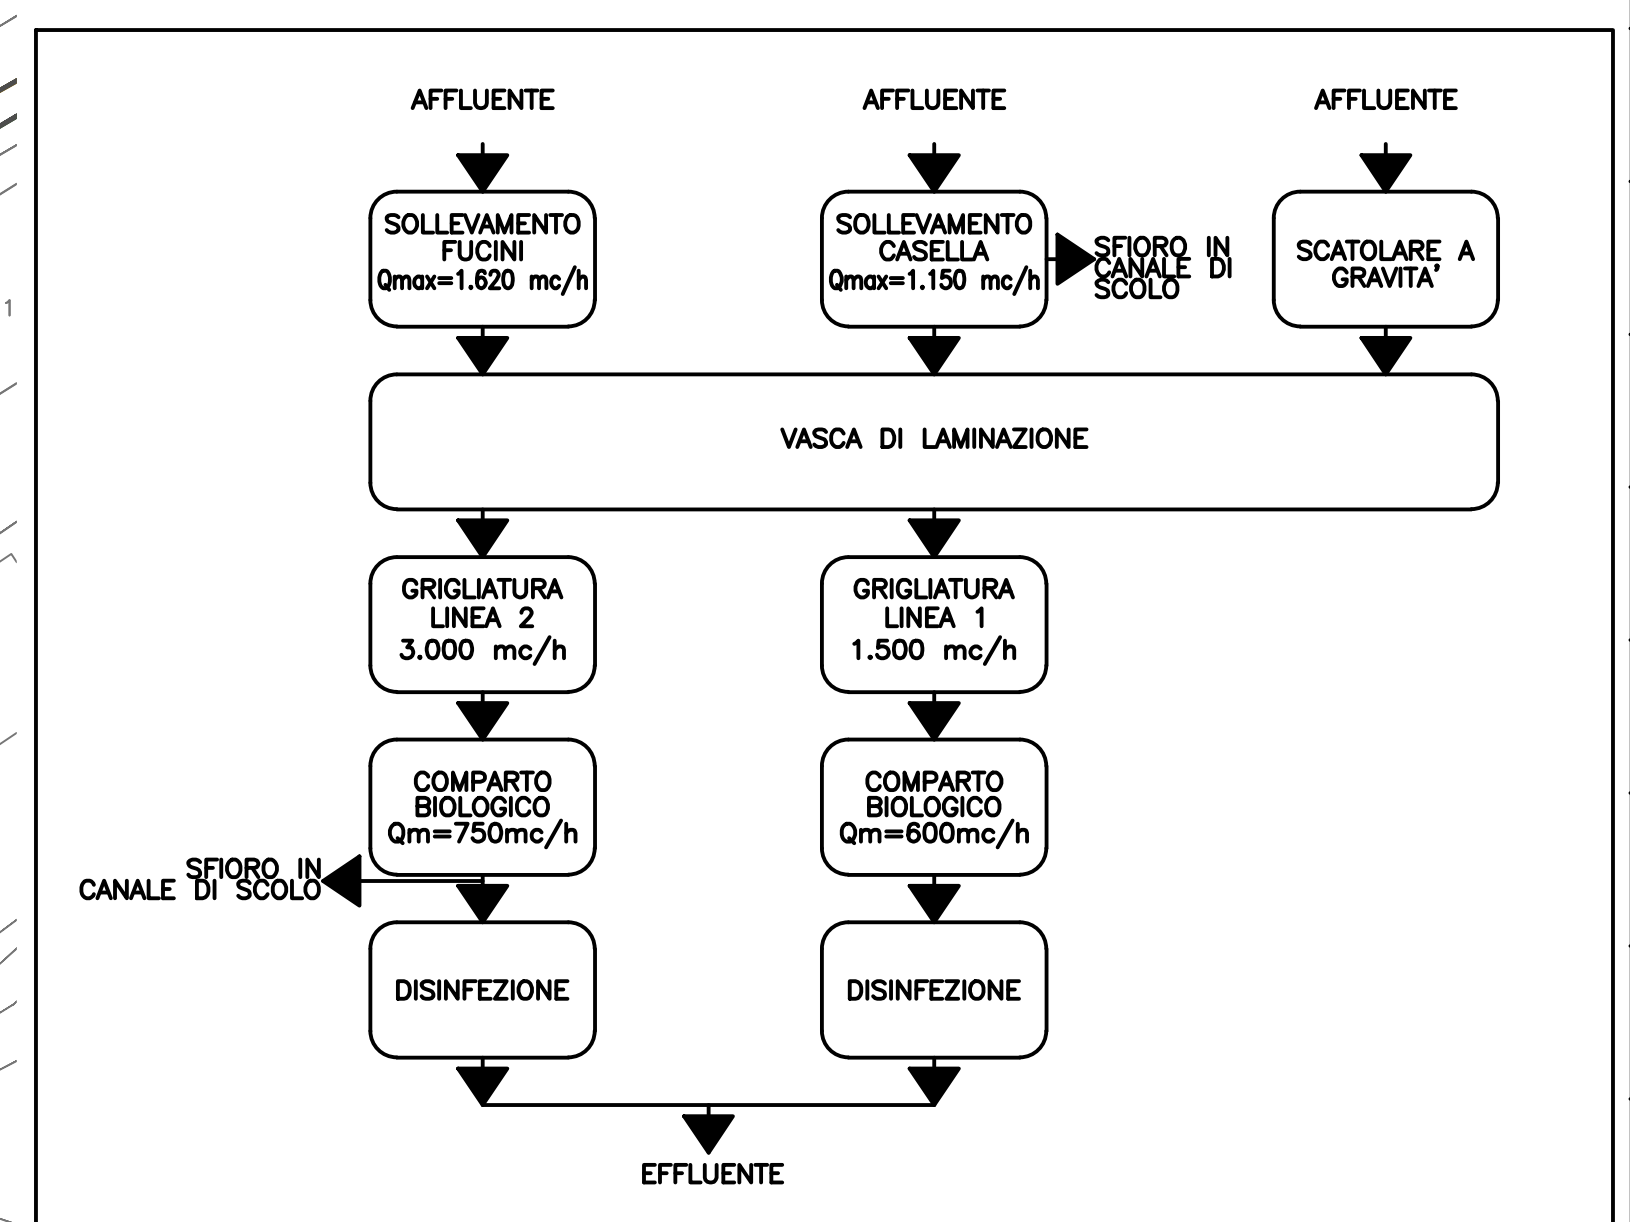 AFFLUENTE
AFFLUENTE
AFFLUENTE
SOLLEVAMENTO
FUCINI
Qmax=1.620 mc/h
SOLLEVAMENTO
CASELLA
Qmax=1.150 mc/h
SFIORO IN
CANALE DI
SCOLO
SCATOLARE A
GRAVITA'
1
VASCA DI LAMINAZIONE
GRIGLIATURA
LINEA 2
3.000 mc/h
GRIGLIATURA
LINEA 1
1.500 mc/h
COMPARTO
BIOLOGICO
Qm=750mc/h
COMPARTO
BIOLOGICO
Qm=600mc/h
SFIORO IN
CANALE DI SCOLO
DISINFEZIONE
DISINFEZIONE
EFFLUENTE